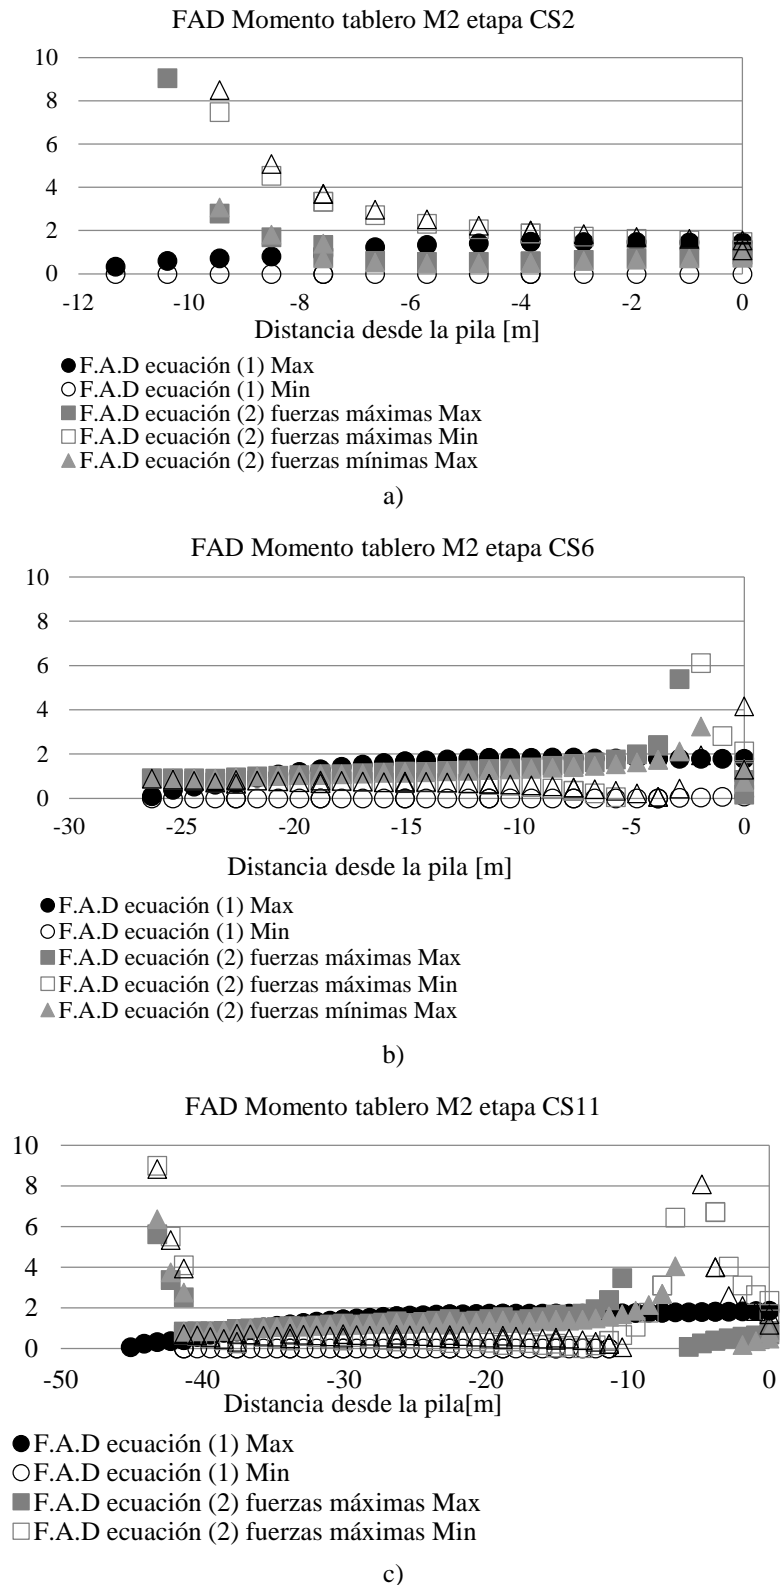 FAD Momento tablero M2 etapa CS2
10
8
6
4
2
0
-12 -10 -8 -6 -4 -2 0
Distancia desde la pila [m]
F.A.D ecuación (1) Max
F.A.D ecuación (1) Min
F.A.D ecuación (2) fuerzas máximas Max
F.A.D ecuación (2) fuerzas máximas Min
F.A.D ecuación (2) fuerzas mínimas Max
a)
FAD Momento tablero M2 etapa CS6
10
8
6
4
2
0
-30 -25 -20 -15 -10 -5 0
Distancia desde la pila [m]
F.A.D ecuación (1) Max
F.A.D ecuación (1) Min
F.A.D ecuación (2) fuerzas máximas Max
F.A.D ecuación (2) fuerzas máximas Min
F.A.D ecuación (2) fuerzas mínimas Max
b)
FAD Momento tablero M2 etapa CS11
10
8
6
4
2
0
-50 -40 -30 -20 -10 0
Distancia desde la pila[m]
F.A.D ecuación (1) Max
F.A.D ecuación (1) Min
F.A.D ecuación (2) fuerzas máximas Max
F.A.D ecuación (2) fuerzas máximas Min
c)